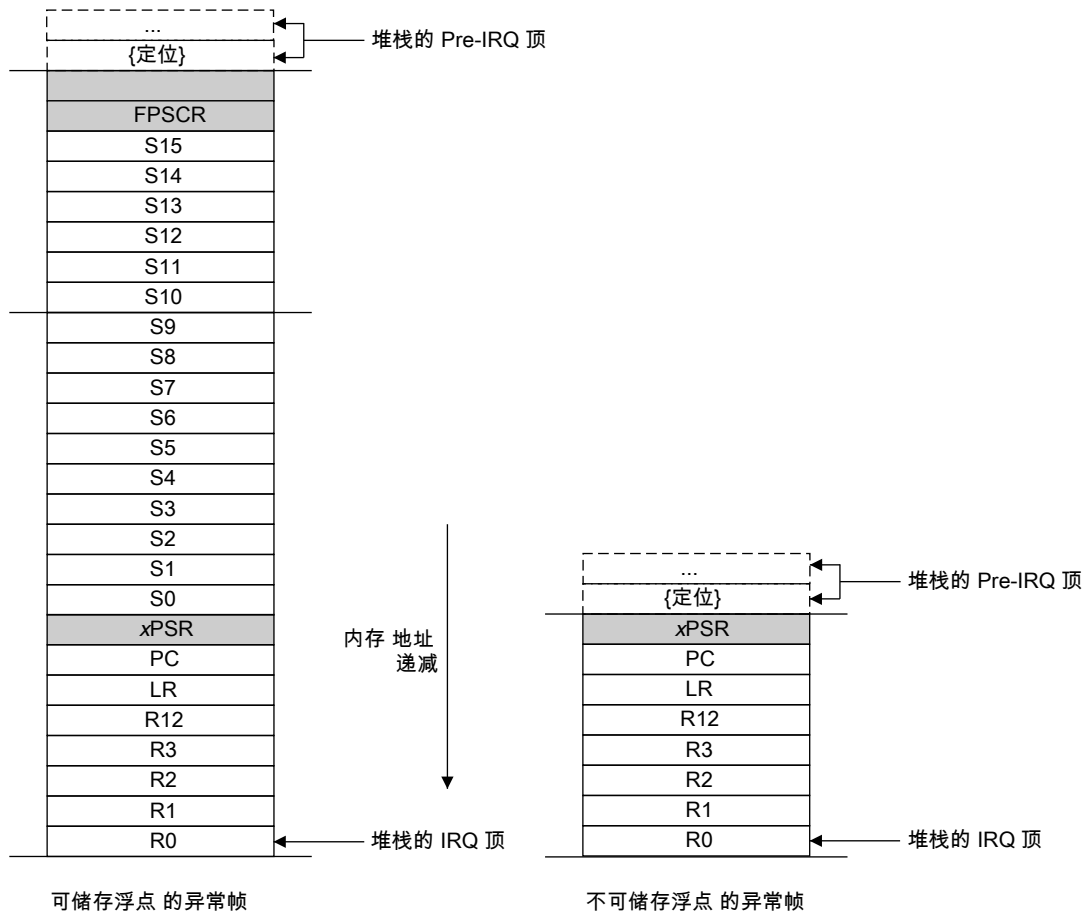 ...
{定位}
堆栈的 Pre-IRQ 顶
FPSCR
S15
S14
S13
S12
S11
S10
S9
S8
S7
S6
S5
S4
S3
S2
S1
S0
xPSR
PC
LR
R12
R3
R2
R1
R0
堆栈的 IRQ 顶
可储存浮点 的异常帧
内存 地址
递减
...
{定位}
堆栈的 Pre-IRQ 顶
xPSR
PC
LR
R12
R3
R2
R1
R0
堆栈的 IRQ 顶
不可储存浮点 的异常帧